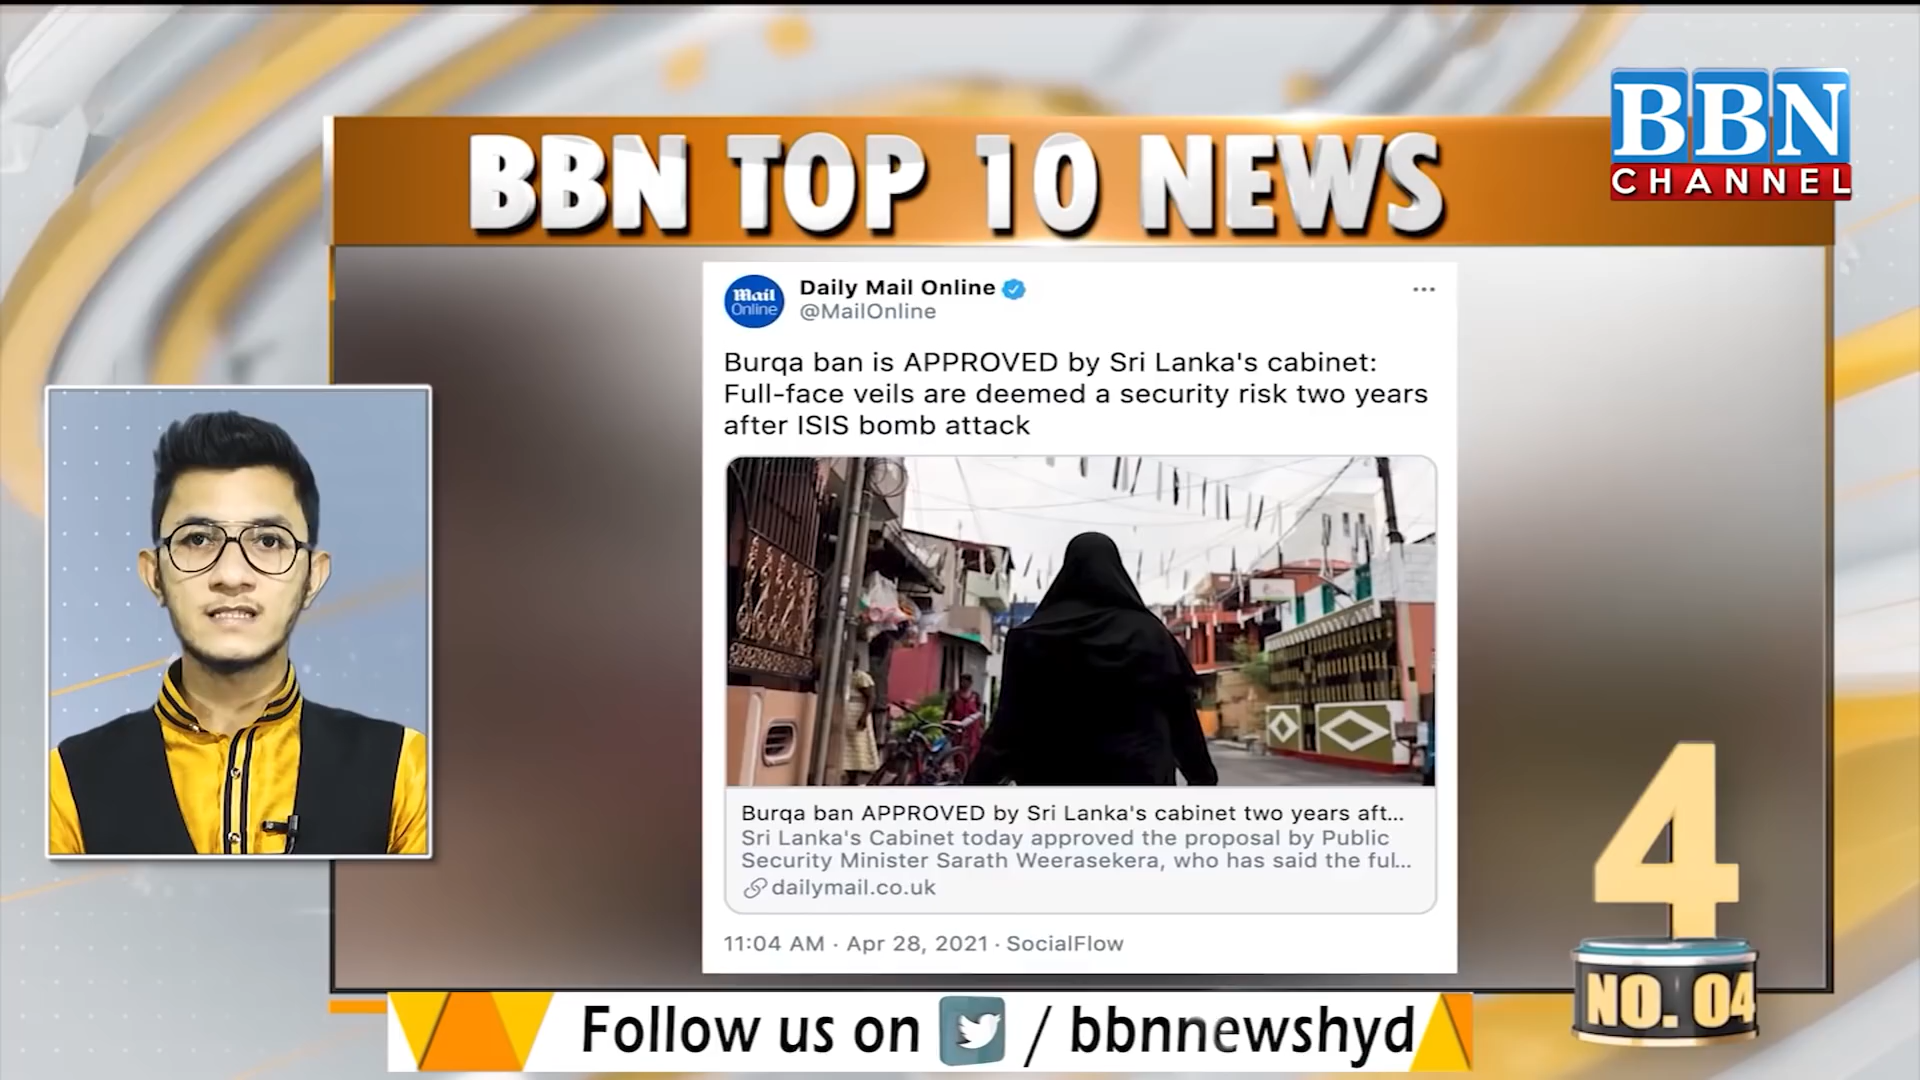 BBN TOP 10 NEWS
BBN
CHANNEL
Mail
Online
Daily Mail Online
@MailOnline
Burqa ban is APPROVED by Sri Lanka's cabinet:
Full-face veils are deemed a security risk two years
after ISIS bomb attack
Burqa ban APPROVED by Sri Lanka's cabinet two years aft...
Sri Lanka's Cabinet today approved the proposal by Public
Security Minister Sarath Weerasekera, who has said the ful...
dailymail.co.uk
11:04 AM · Apr 28, 2021 · SocialFlow
4
NO. 04
Follow us on / bbnnewshyd